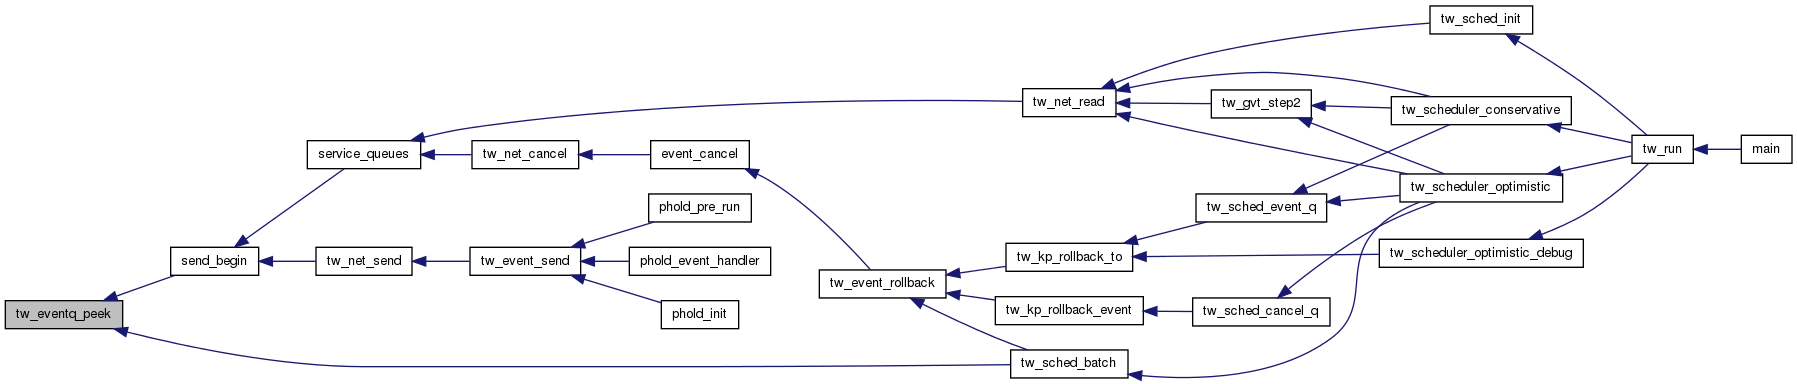 tw_sched_init
tw_net_read
tw_gvt_step2
tw_scheduler_conservative
service_queues
tw_net_cancel
event_cancel
tw_run
main
tw_scheduler_optimistic
phold_pre_run
tw_sched_event_q
send_begin
tw_net_send
tw_event_send
phold_event_handler
tw_kp_rollback_to
tw_scheduler_optimistic_debug
tw_event_rollback
tw_eventq_peek
phold_init
tw_kp_rollback_event
tw_sched_cancel_q
tw_sched_batch